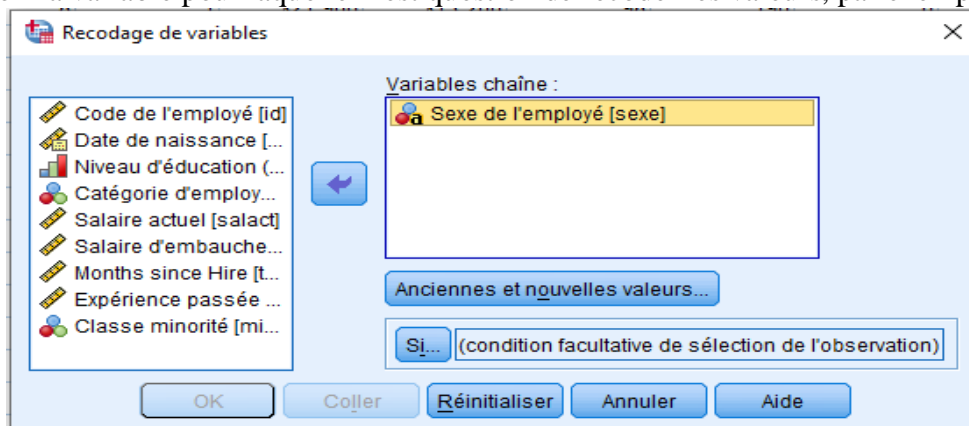 Recodage de variables
Variables chaîne :
Code de l'employé [id]
Date de naissance [...
Niveau d'éducation (...
Catégorie d'employ...
Salaire actuel [salact]
Salaire d'embauche...
Months since Hire [t...
Expérience passée ...
Classe minorité [mi...
Sexe de l'employé [sexe]
Anciennes et nouvelles valeurs...
Si... (condition facultative de sélection de l'observation)
OK Coller Réinitialiser Annuler Aide